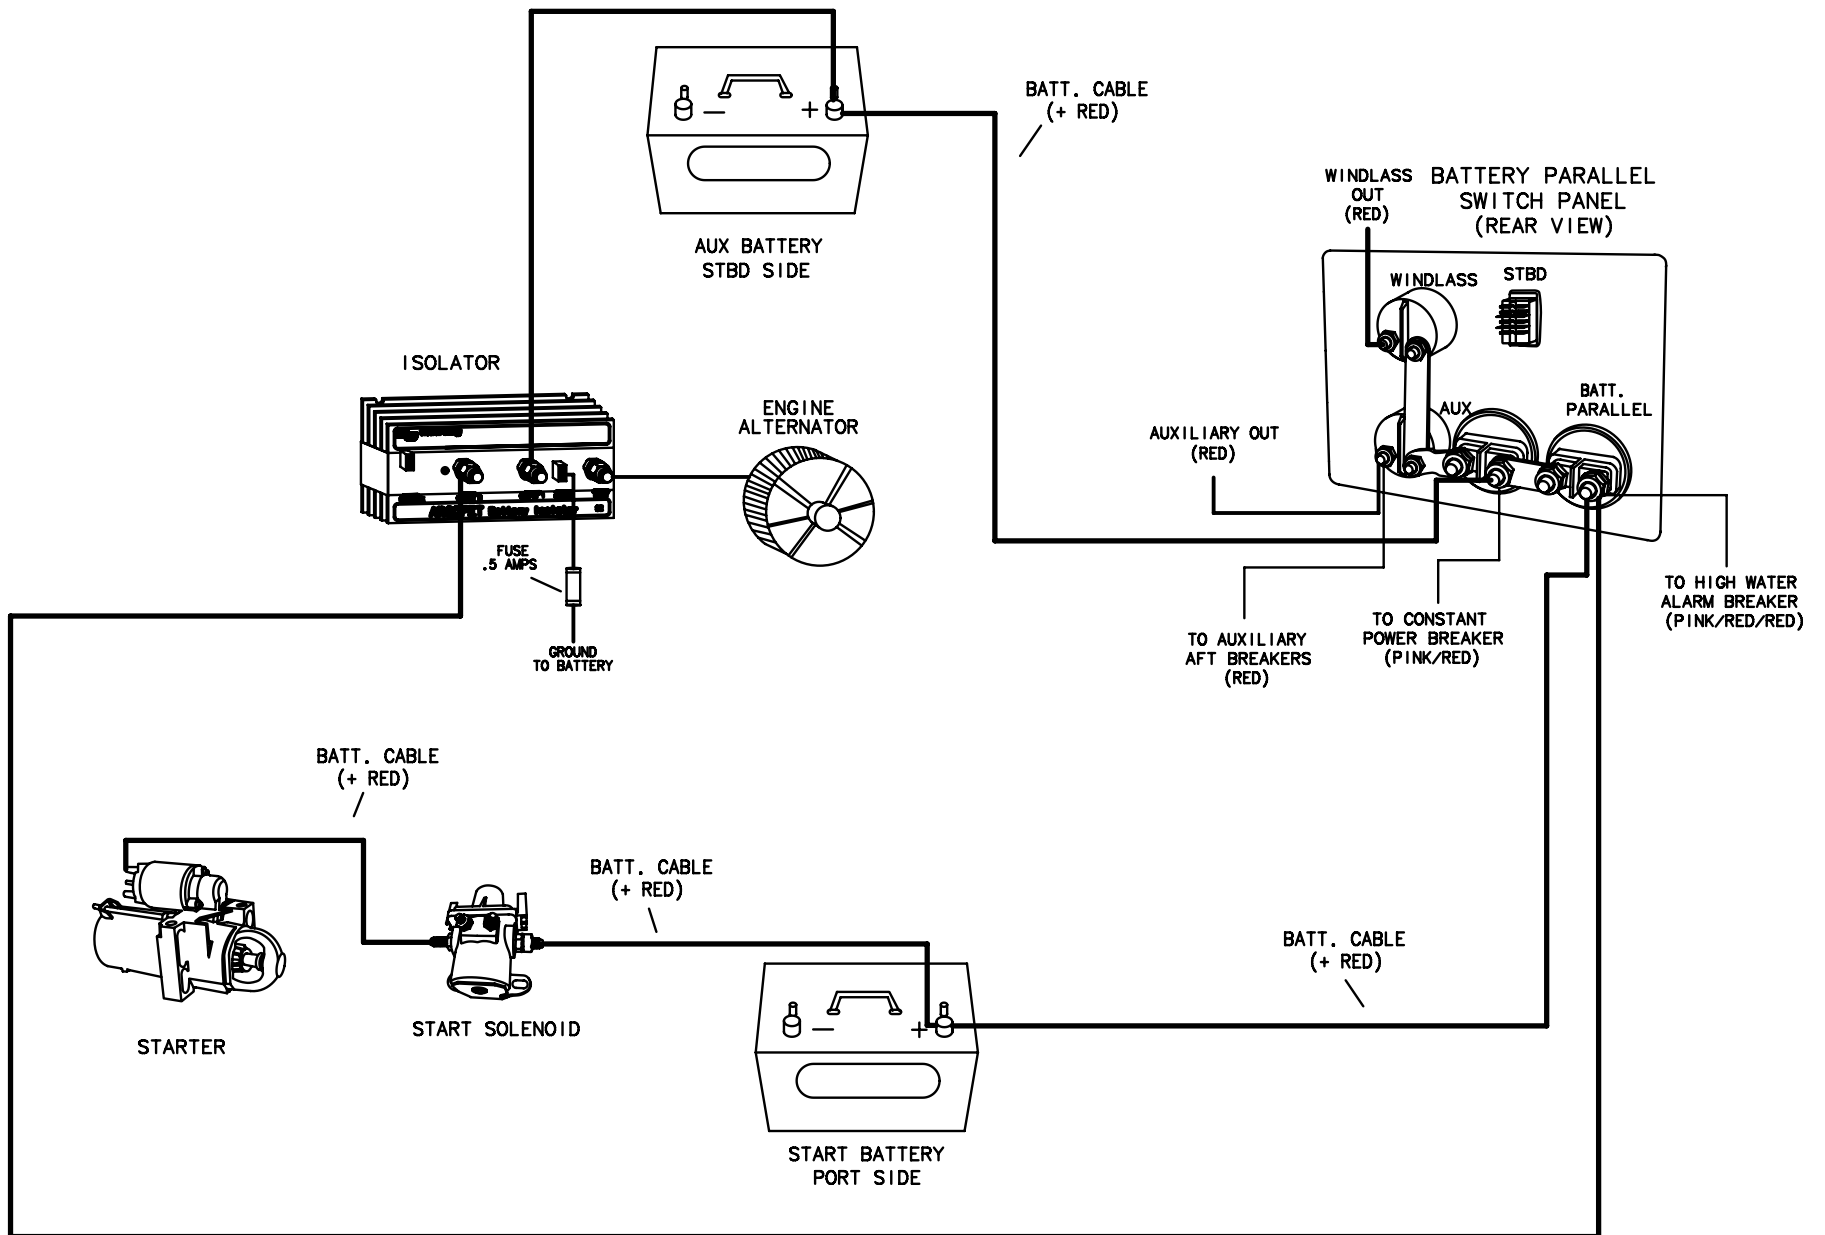 BATT. CABLE
(+ RED)
WINDLASS
OUT
(RED)
BATTERY PARALLEL
SWITCH PANEL
(REAR VIEW)
AUX BATTERY
STBD SIDE
WINDLASS
STBD
ISOLATOR
ENGINE
ALTERNATOR
BATT.
PARALLEL
AUX
AUXILIARY OUT
(RED)
Battery Isolator
FUSE
.5 AMPS
GROUND
TO BATTERY
TO HIGH WATER
ALARM BREAKER
(PINK/RED/RED)
TO CONSTANT
POWER BREAKER
(PINK/RED)
TO AUXILIARY
AFT BREAKERS
(RED)
BATT. CABLE
(+ RED)
BATT. CABLE
(+ RED)
BATT. CABLE
(+ RED)
STARTER
START SOLENOID
START BATTERY
PORT SIDE